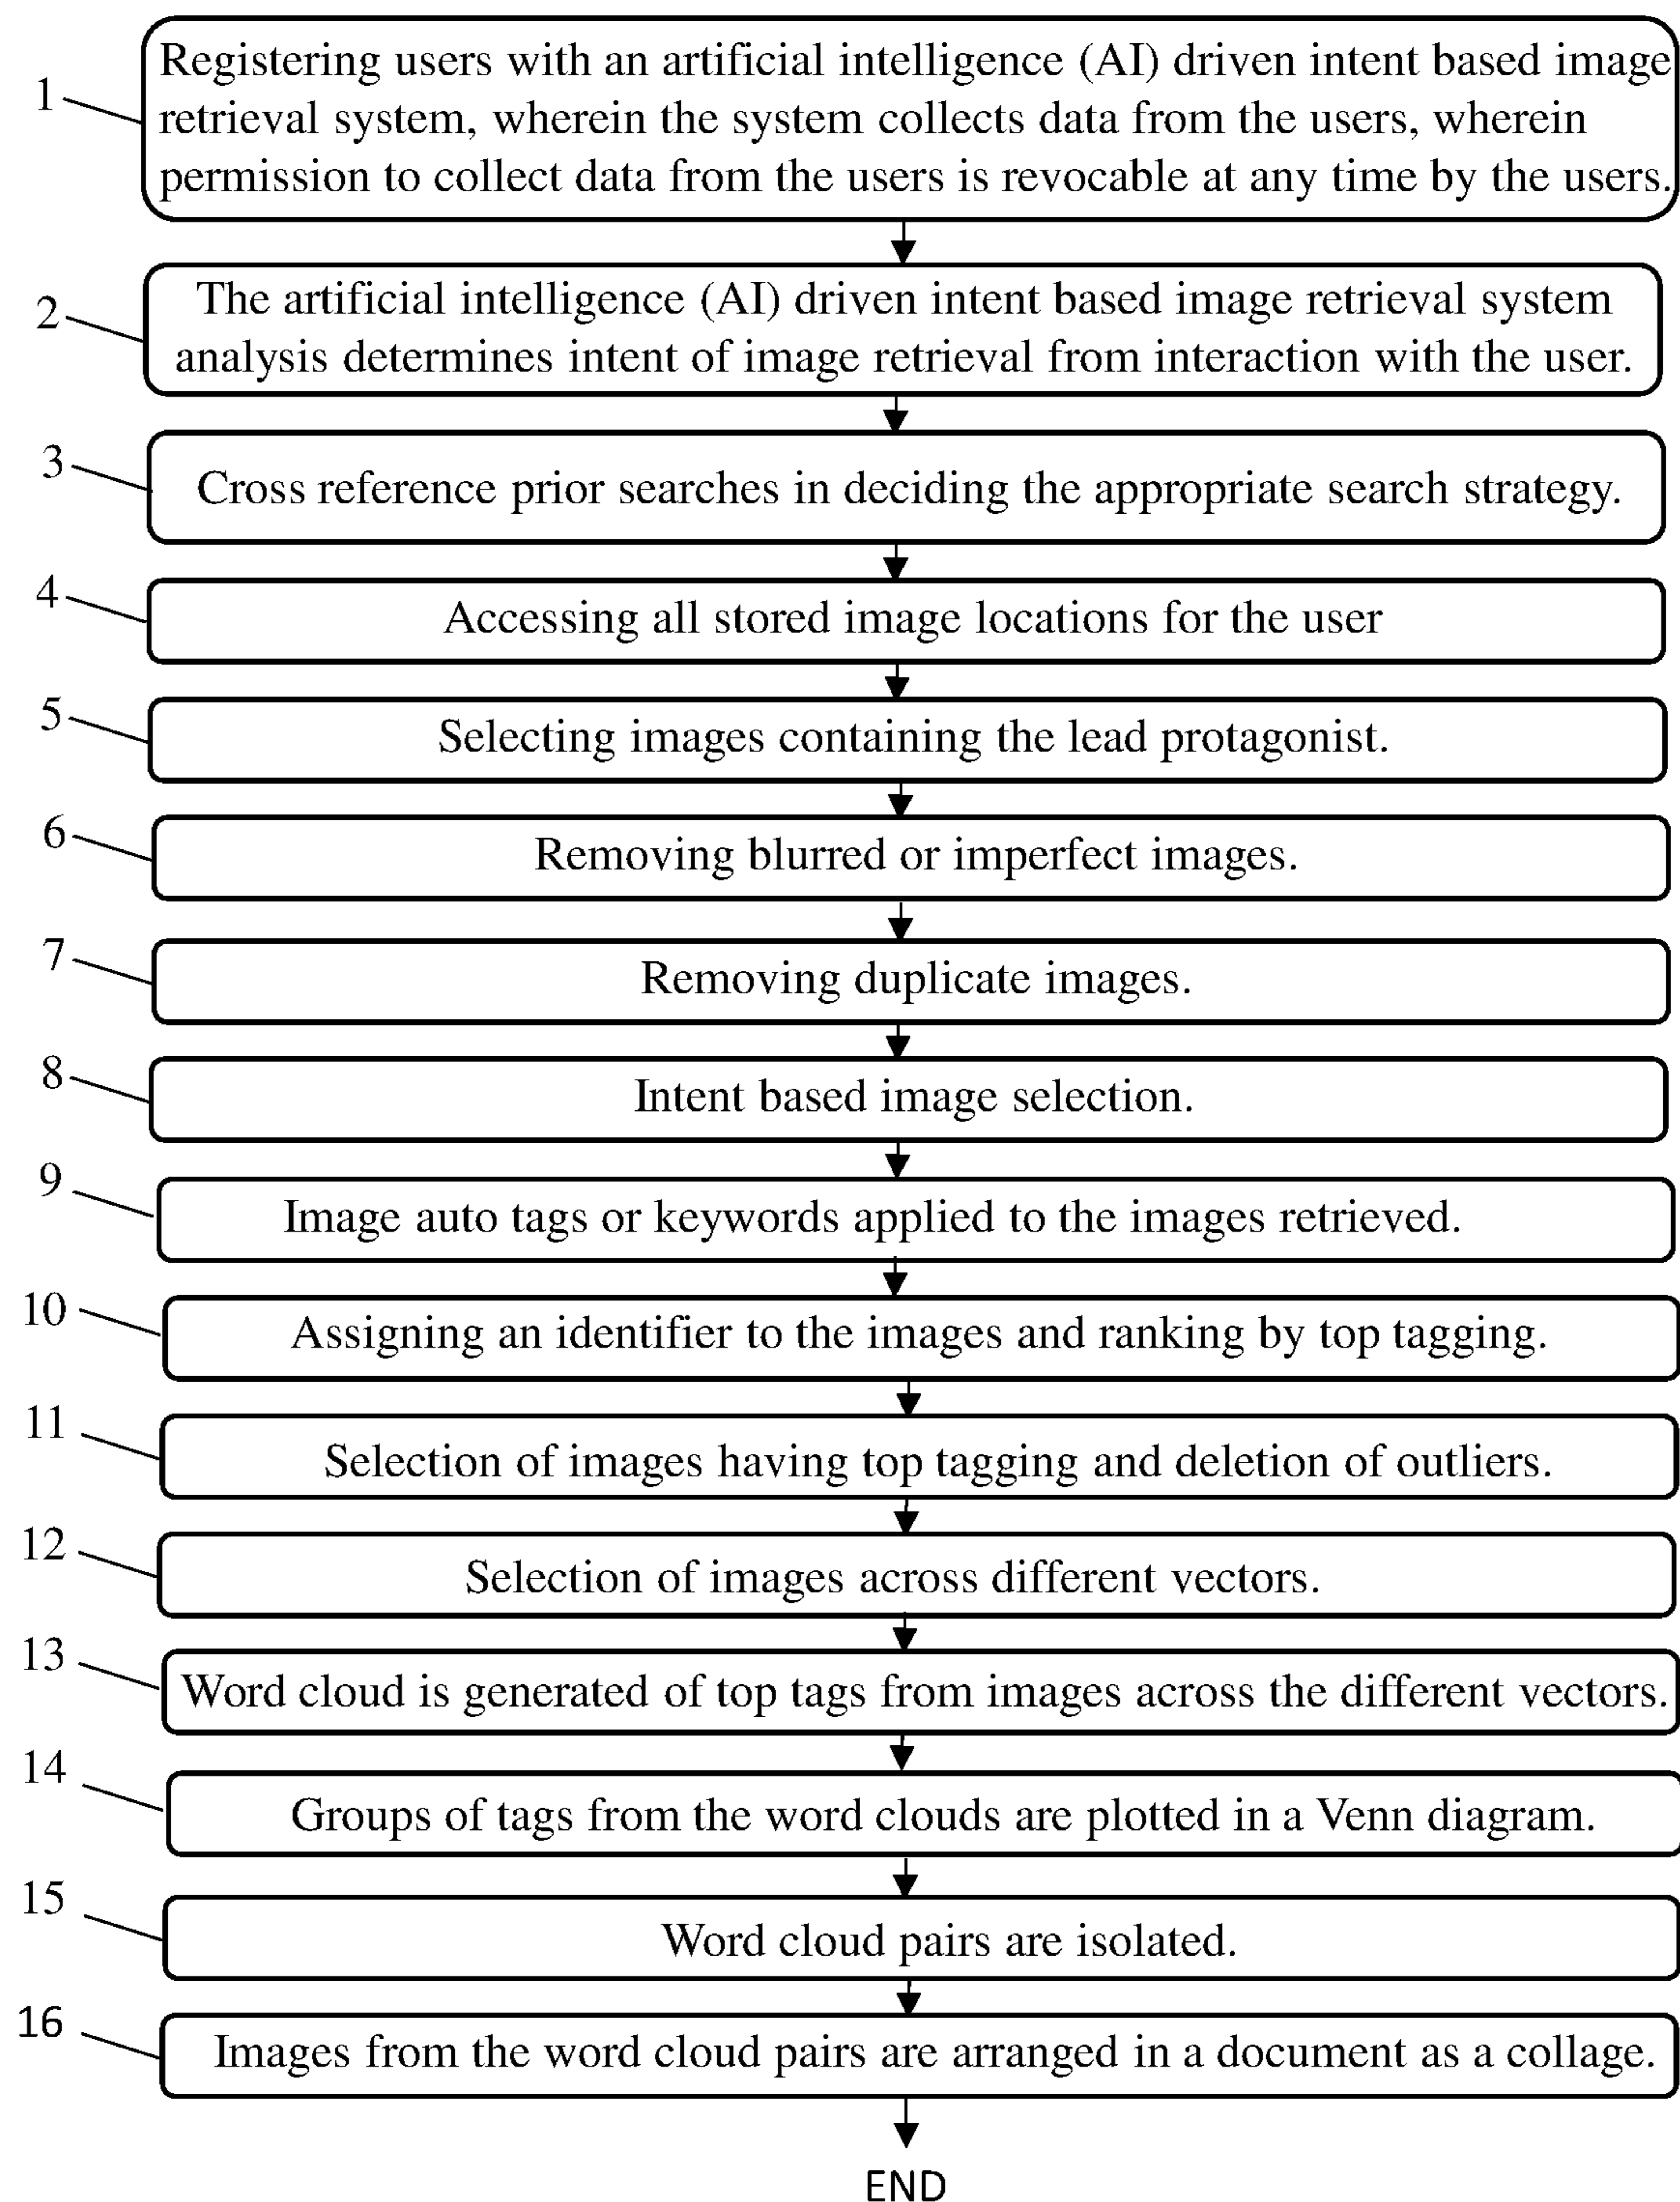 1
Registering users with an artificial intelligence (AI) driven intent based image
retrieval system, wherein the system collects data from the users, wherein
permission to collect data from the users is revocable at any time by the users.
2
The artificial intelligence (AI) driven intent based image retrieval system
analysis determines intent of image retrieval from interaction with the user.
3
Cross reference prior searches in deciding the appropriate search strategy.
4
Accessing all stored image locations for the user
5
Selecting images containing the lead protagonist.
6
Removing blurred or imperfect images.
7
Removing duplicate images.
8
Intent based image selection.
9
Image auto tags or keywords applied to the images retrieved.
10
Assigning an identifier to the images and ranking by top tagging.
11
Selection of images having top tagging and deletion of outliers.
12
Selection of images across different vectors.
13
Word cloud is generated of top tags from images across the different vectors.
14
Groups of tags from the word clouds are plotted in a Venn diagram.
15
Word cloud pairs are isolated.
16
Images from the word cloud pairs are arranged in a document as a collage.
END